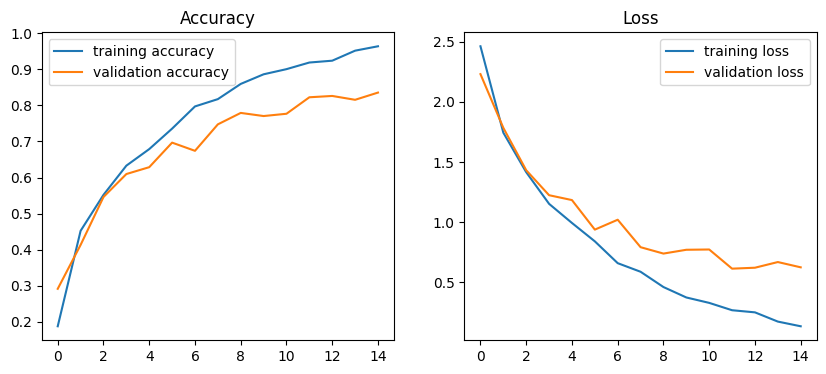 Accuracy
training accuracy
validation accuracy
1.0
0.9
0.8
0.7
0.6
0.5
0.4
0.3
0.2
0 2 4 6 8 10 12 14
Loss
training loss
validation loss
2.5
2.0
1.5
1.0
0.5
0 2 4 6 8 10 12 14